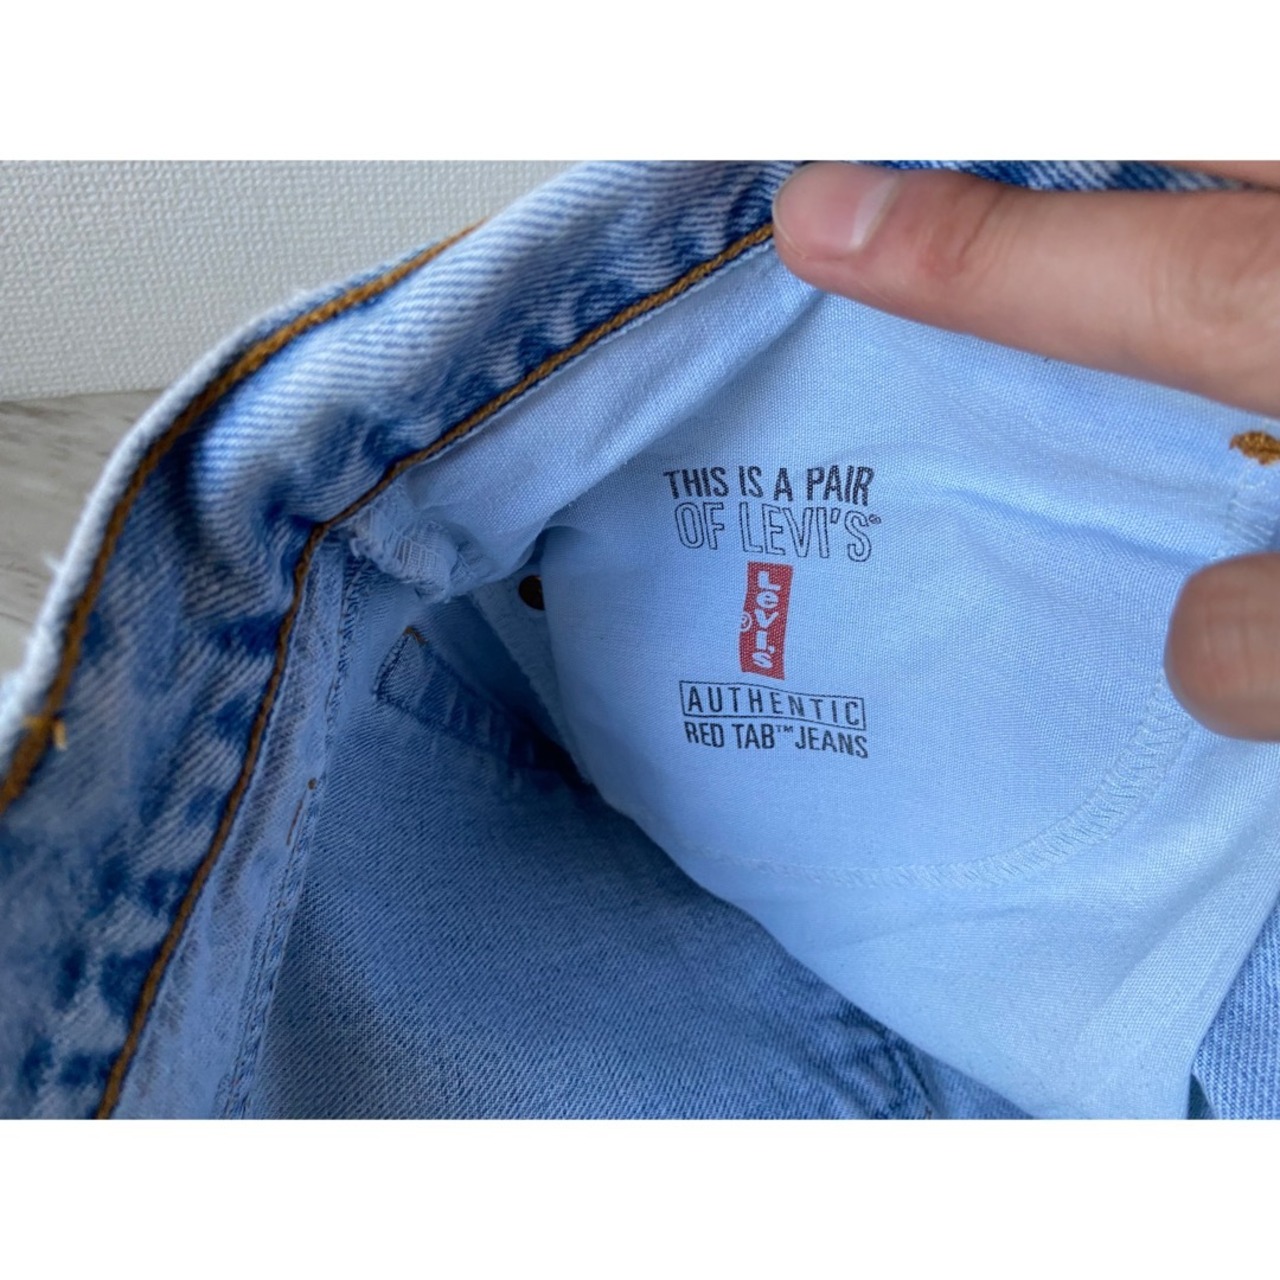 THIS IS A PAIR
OF LEVI'S®
LEVI'S
®
AUTHENTIC
RED TAB™ JEANS